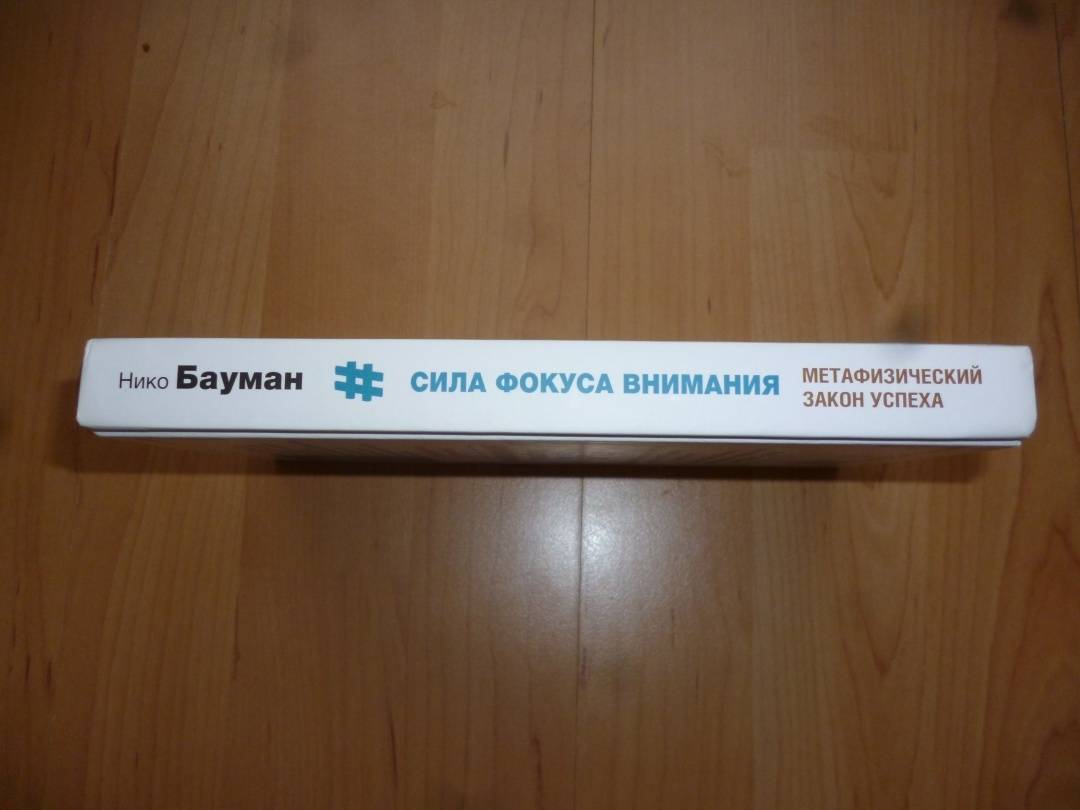 Нико Бауман # СИЛА ФОКУСА ВНИМАНИЯ
МЕТАФИЗИЧЕСКИЙ
ЗАКОН УСПЕХА